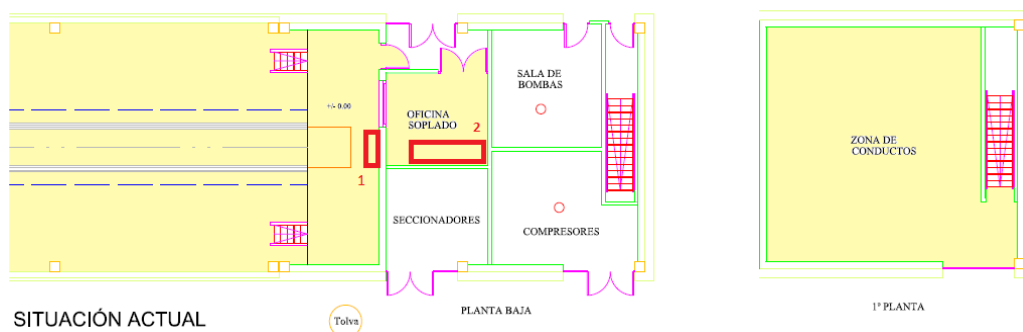 SALA DE
BOMBAS
+/- 0.00
OFICINA
SOPLADO
2
1
ZONA DE
CONDUCTOS
SECCIONADORES
COMPRESORES
SITUACIÓN ACTUAL
Tolva
PLANTA BAJA
1º PLANTA